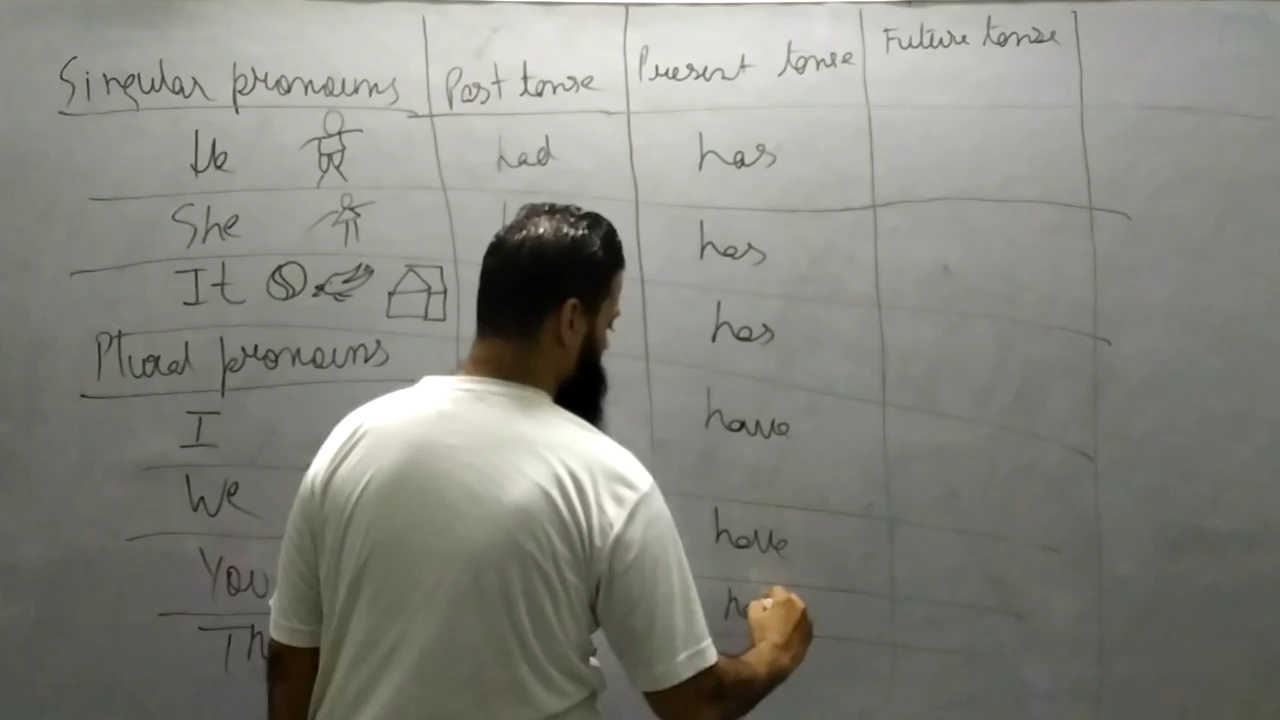 Singular pronouns Past tense Present tense Future tense
He had has
She has
It has
Plural pronouns
I have
We have
You